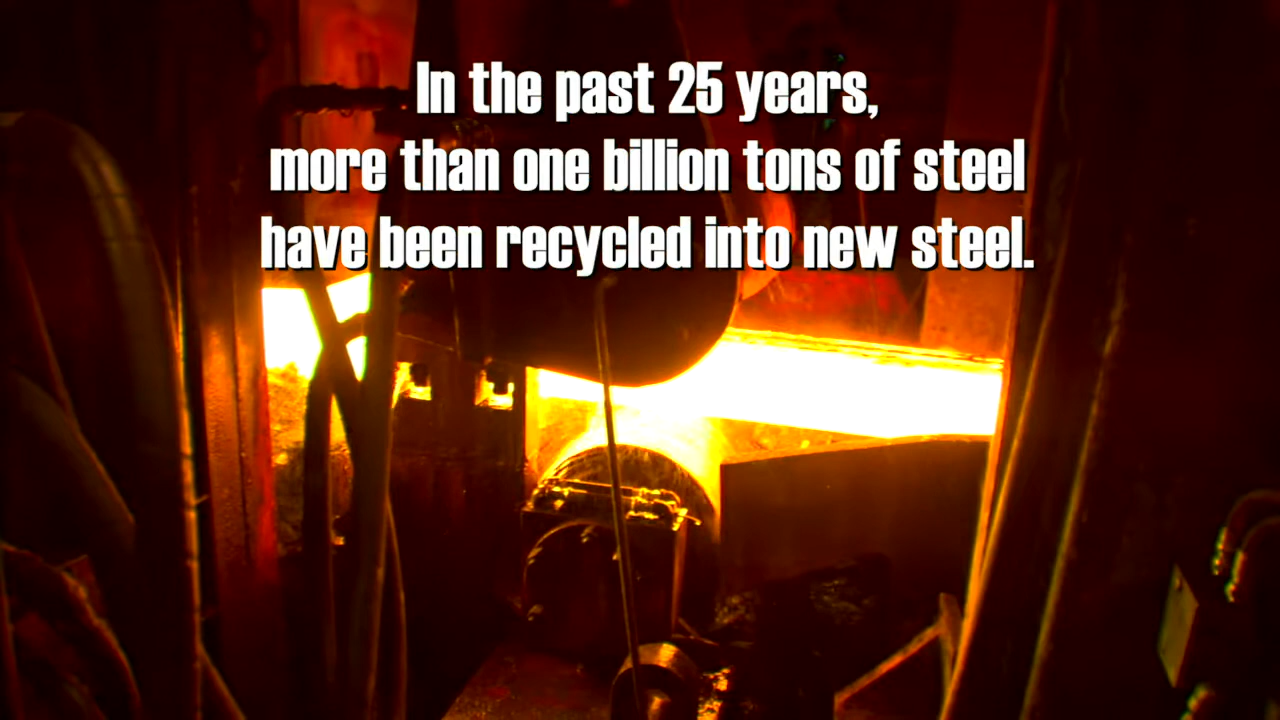 In the past 25 years,
more than one billion tons of steel
have been recycled into new steel.